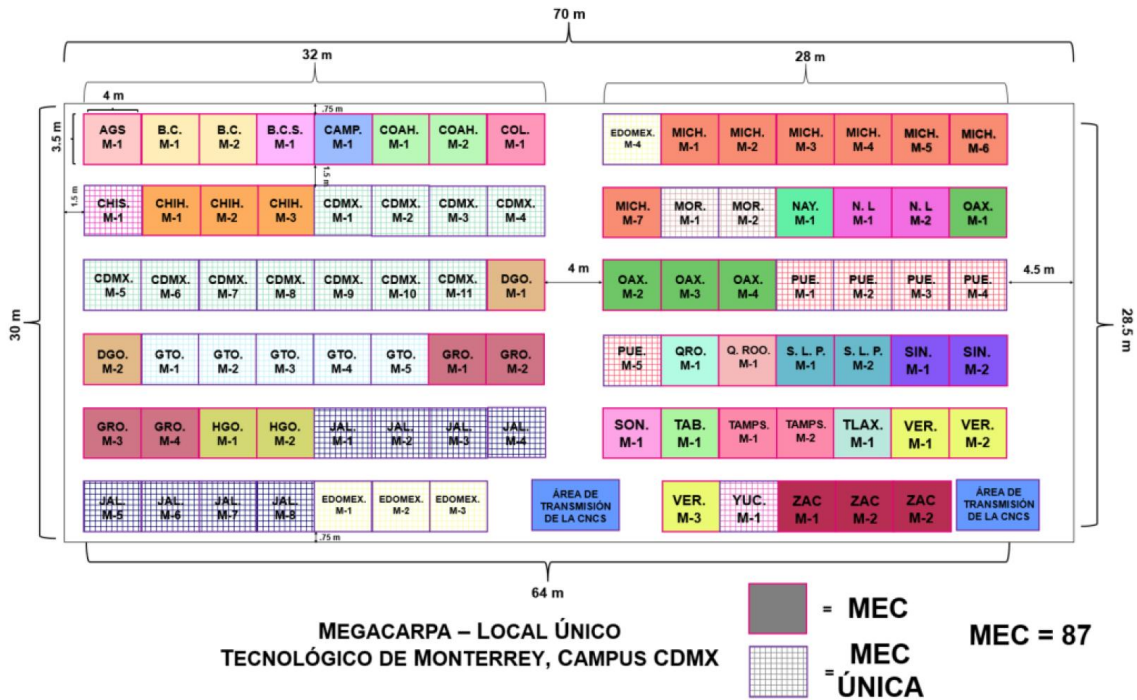 70 m
32 m
28 m
4 m
.75 m
3.5 m
AGS
M-1
B.C.
M-1
B.C.
M-2
B.C.S.
M-1
CAMP.
M-1
COAH.
M-1
COAH.
M-2
COL.
M-1
EDOMEX.
M-4
MICH.
M-1
MICH.
M-2
MICH.
M-3
MICH.
M-4
MICH.
M-5
MICH.
M-6
1.5 m
1.5 m
CHIS.
M-1
CHIH.
M-1
CHIH.
M-2
CHIH.
M-3
CDMX.
M-1
CDMX.
M-2
CDMX.
M-3
CDMX.
M-4
MICH.
M-7
MOR.
M-1
MOR.
M-2
NAY.
M-1
N. L
M-1
N. L
M-2
OAX.
M-1
CDMX.
M-5
CDMX.
M-6
CDMX.
M-7
CDMX.
M-8
CDMX.
M-9
CDMX.
M-10
CDMX.
M-11
DGO.
M-1
4 m
OAX.
M-2
OAX.
M-3
OAX.
M-4
PUE.
M-1
PUE.
M-2
PUE.
M-3
PUE.
M-4
4.5 m
30 m
28.5 m
DGO.
M-2
GTO.
M-1
GTO.
M-2
GTO.
M-3
GTO.
M-4
GTO.
M-5
GRO.
M-1
GRO.
M-2
PUE.
M-5
QRO.
M-1
Q. ROO.
M-1
S. L. P.
M-1
S. L. P.
M-2
SIN.
M-1
SIN.
M-2
GRO.
M-3
GRO.
M-4
HGO.
M-1
HGO.
M-2
JAL.
M-1
JAL.
M-2
JAL.
M-3
JAL.
M-4
SON.
M-1
TAB.
M-1
TAMPS.
M-1
TAMPS.
M-2
TLAX.
M-1
VER.
M-1
VER.
M-2
JAL.
M-5
JAL.
M-6
JAL.
M-7
JAL.
M-8
EDOMEX.
M-1
EDOMEX.
M-2
EDOMEX.
M-3
ÁREA DE
TRANSMISIÓN
DE LA CNCS
VER.
M-3
YUC.
M-1
ZAC
M-1
ZAC
M-2
ZAC
M-2
ÁREA DE
TRANSMISIÓN
DE LA CNCS
.75 m
64 m
MEGACARPA – LOCAL ÚNICO
TECNOLÓGICO DE MONTERREY, CAMPUS CDMX
= MEC
= MEC
ÚNICA
MEC = 87